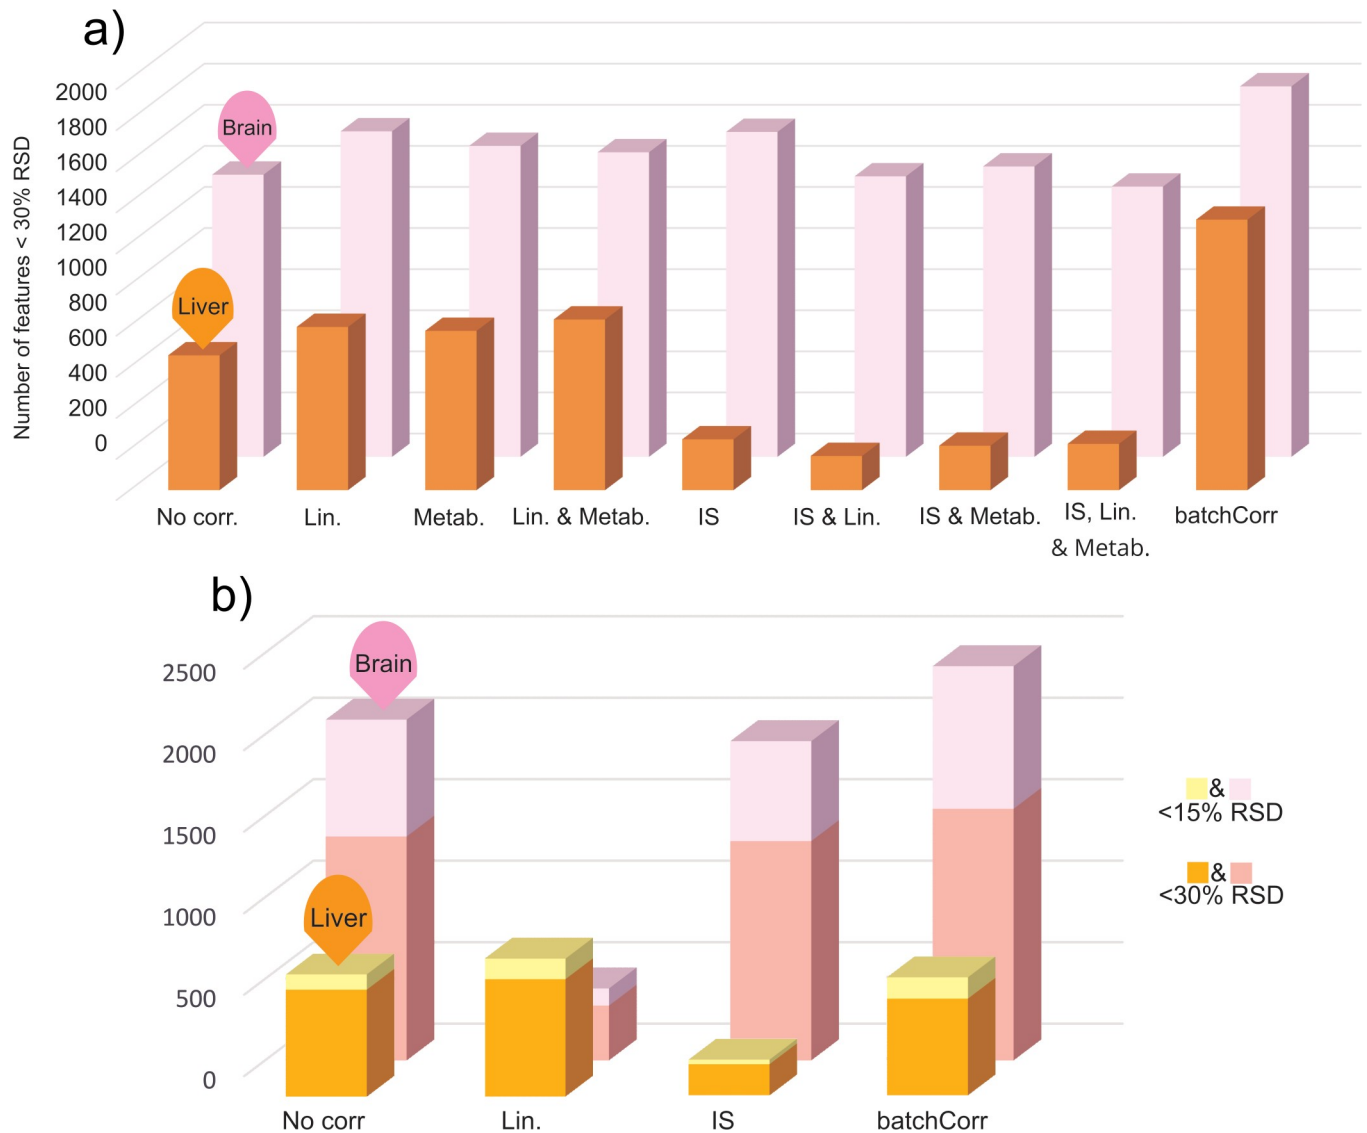 a)
Number of features < 30% RSD
2000
1800
1600
1400
1200
1000
800
600
400
200
0
Brain
Liver
No corr.
Lin.
Metab.
Lin. & Metab.
IS
IS & Lin.
IS & Metab.
IS, Lin.
& Metab.
batchCorr
b)
2500
2000
1500
1000
500
0
Brain
Liver
No corr
Lin.
IS
batchCorr
&
<15% RSD
&
<30% RSD